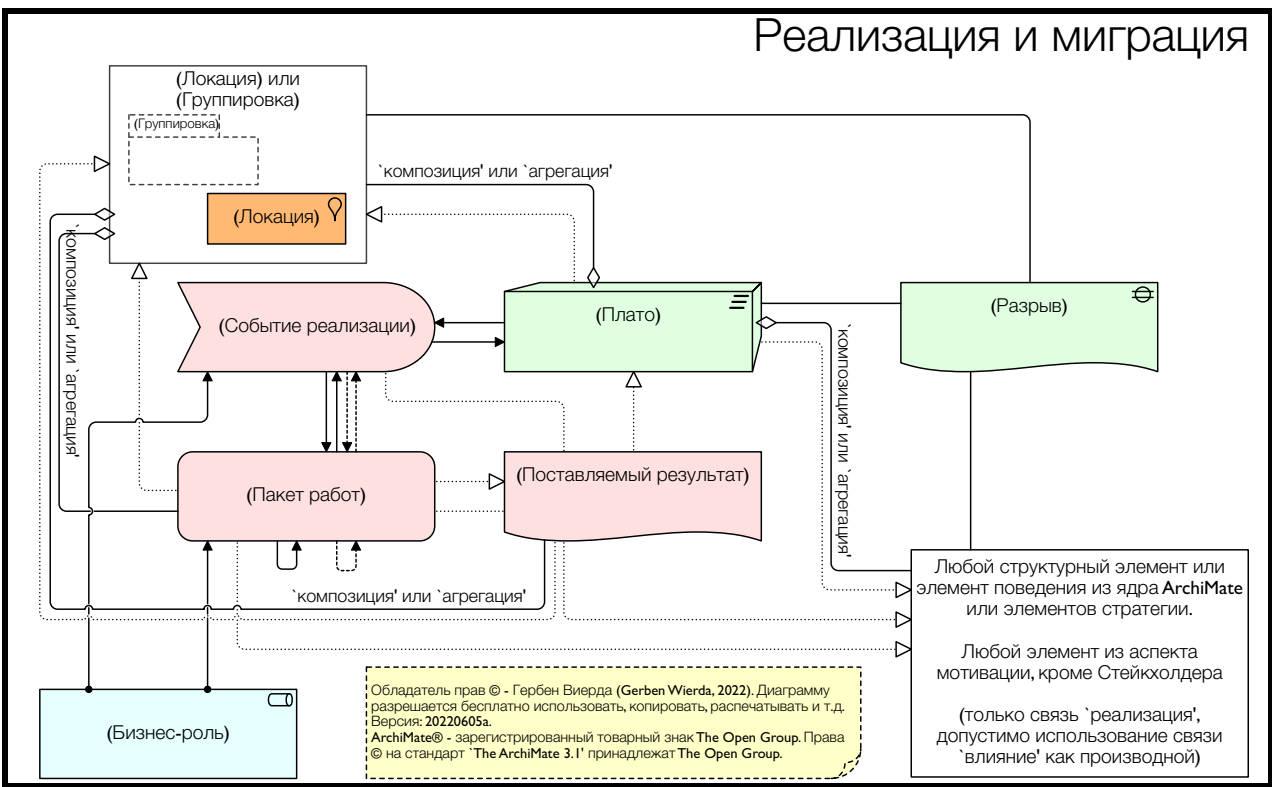 Реализация и миграция
(Локация) или
(Группировка)
(Группировка)
(Локация)
`композиция' или `агрегация'
`композиция' или `агрегация'
(Событие реализации)
(Плато)
(Разрыв)
`композиция' или `агрегация'
(Пакет работ)
(Поставляемый результат)
`композиция' или `агрегация'
Любой структурный элемент или
элемент поведения из ядра ArchiMate
или элементов стратегии.
Любой элемент из аспекта
мотивации, кроме Стейкхолдера
(только связь `реализация',
допустимо использование связи
`влияние' как производной)
(Бизнес-роль)
Обладатель прав © - Гербен Виерда (Gerben Wierda, 2022). Диаграмму
разрешается бесплатно использовать, копировать, распечатывать и т.д.
Версия: 20220605a.
ArchiMate® - зарегистрированный товарный знак The Open Group. Права
© на стандарт `The ArchiMate 3.1' принадлежат The Open Group.